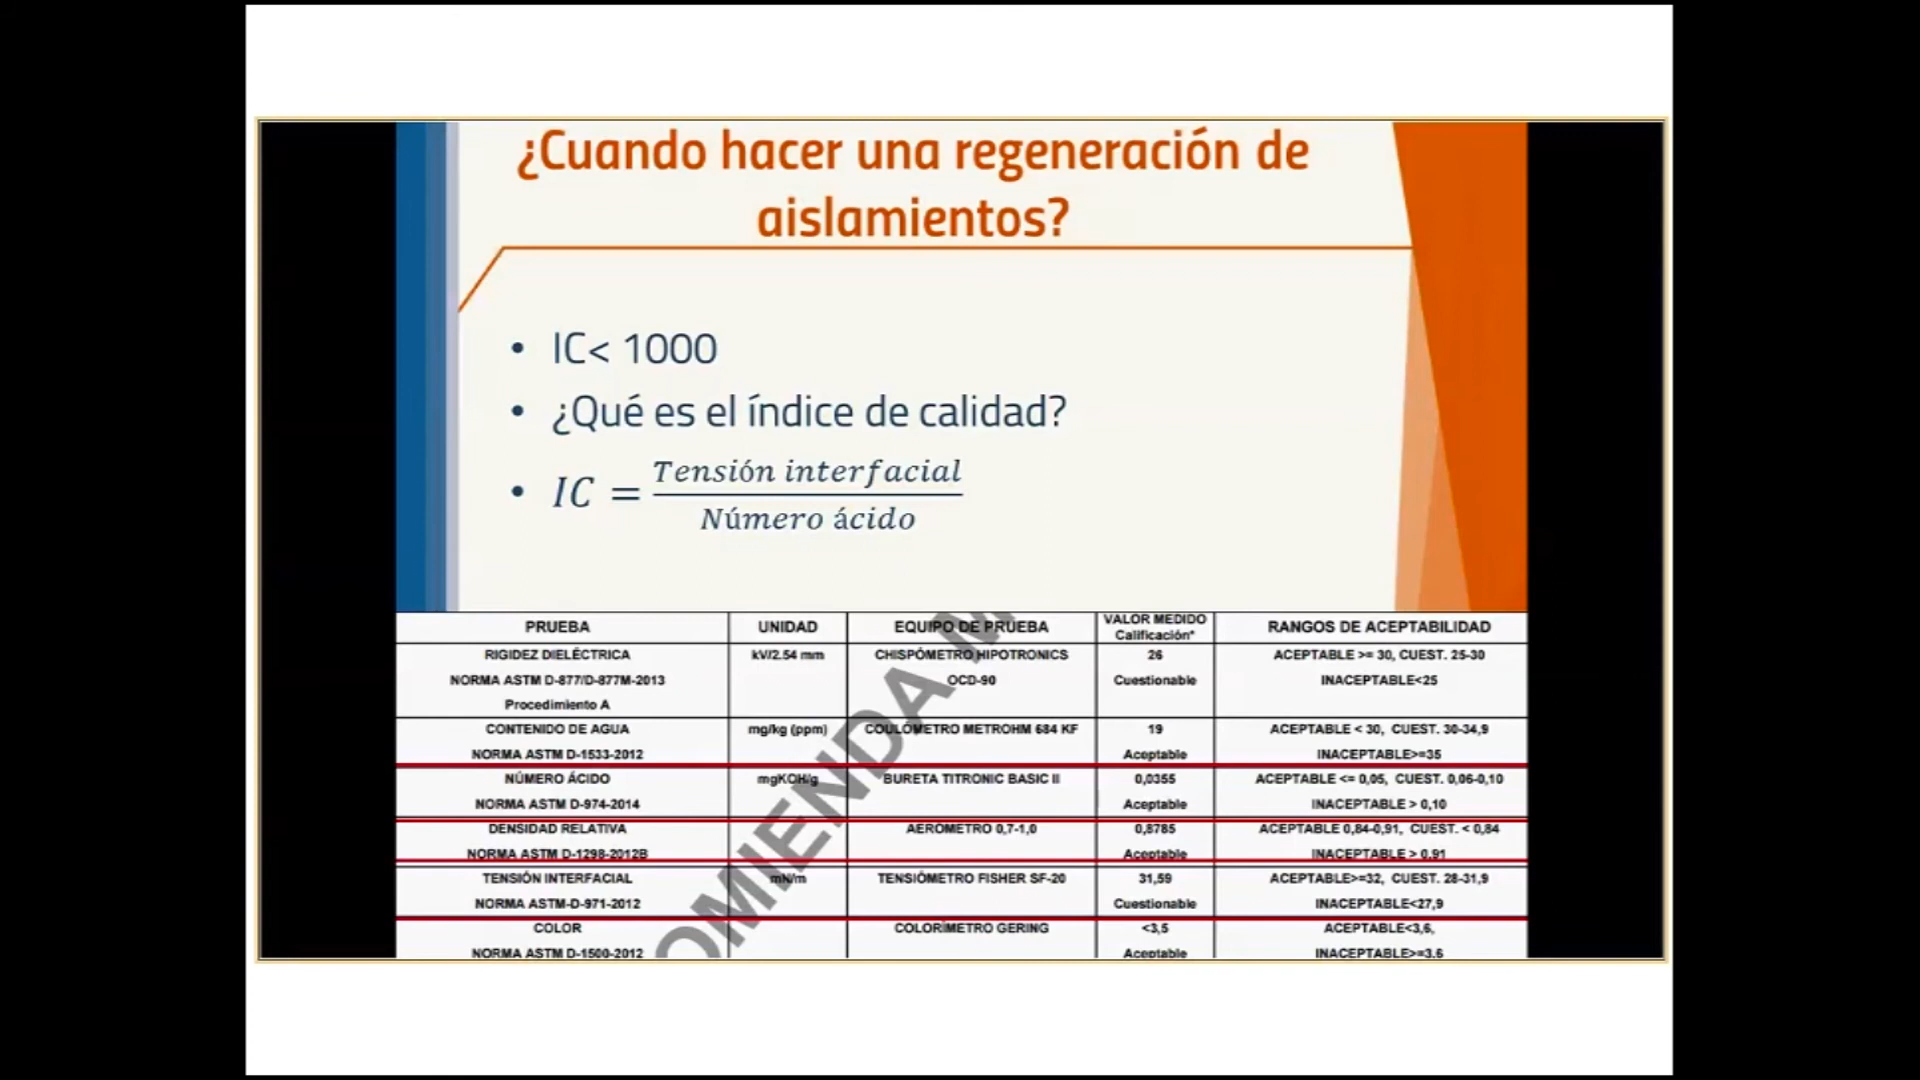 ¿Cuando hacer una regeneración de
aislamientos?
• IC< 1000
• ¿Qué es el índice de calidad?
• IC = Tensión interfacial
Número ácido
PRUEBA UNIDAD EQUIPO DE PRUEBA VALOR MEDIDO Calificación* RANGOS DE ACEPTABILIDAD
RIGIDEZ DIELÉCTRICA kV/2.54 mm CHISPÓMETRO HIPOTRONICS 26 ACEPTABLE >= 30, CUEST. 25-30
NORMA ASTM D-877/D-877M-2013 OCD-90 Cuestionable INACEPTABLE<25
Procedimiento A
CONTENIDO DE AGUA mg/kg (ppm) COULÓMETRO METROHM 684 KF 19 ACEPTABLE < 30, CUEST. 30-34,9
NORMA ASTM D-1533-2012 Aceptable INACEPTABLE>=35
NÚMERO ÁCIDO mgKOH/g BURETA TITRONIC BASIC II 0,0355 ACEPTABLE <= 0,05, CUEST. 0,06-0,10
NORMA ASTM D-974-2014 Aceptable INACEPTABLE > 0,10
DENSIDAD RELATIVA AERÓMETRO 0,7-1,0 0,8785 ACEPTABLE 0,84-0,91, CUEST. < 0,84
NORMA ASTM D-1298-2012B Aceptable INACEPTABLE > 0.91
TENSIÓN INTERFACIAL mN/m TENSIÓMETRO FISHER SF-20 31,59 ACEPTABLE>=32, CUEST. 28-31,9
NORMA ASTM-D-971-2012 Cuestionable INACEPTABLE<27,9
COLOR COLORÍMETRO GERING <3,5 ACEPTABLE<3,6,
NORMA ASTM D-1500-2012 Aceptable INACEPTABLE>=3.6
OMIENDA M